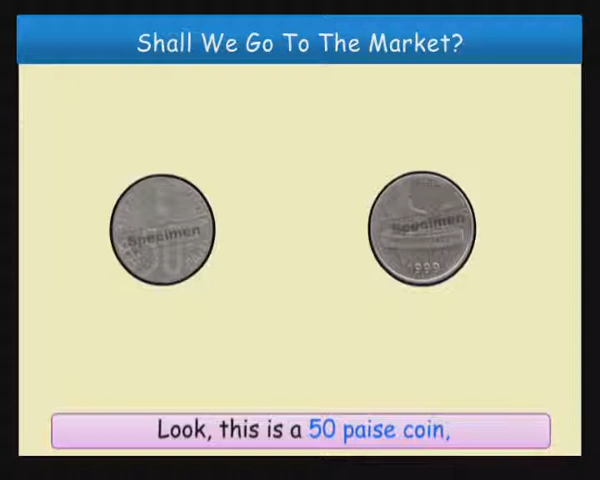 Shall We Go To The Market?
Specimen
Specimen
1999
Look, this is a 50 paise coin,